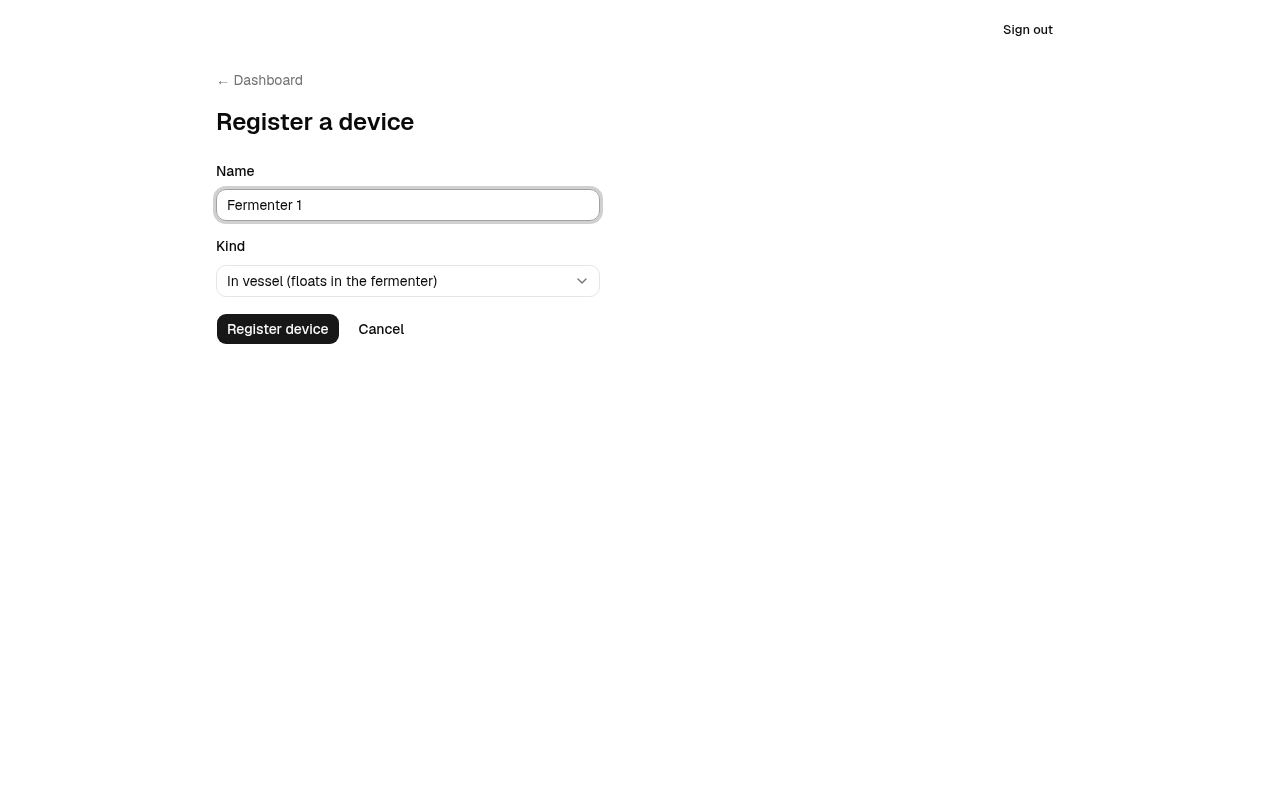 Sign out
← Dashboard
Register a device
Name
Fermenter 1
Kind
In vessel (floats in the fermenter)
Register device
Cancel